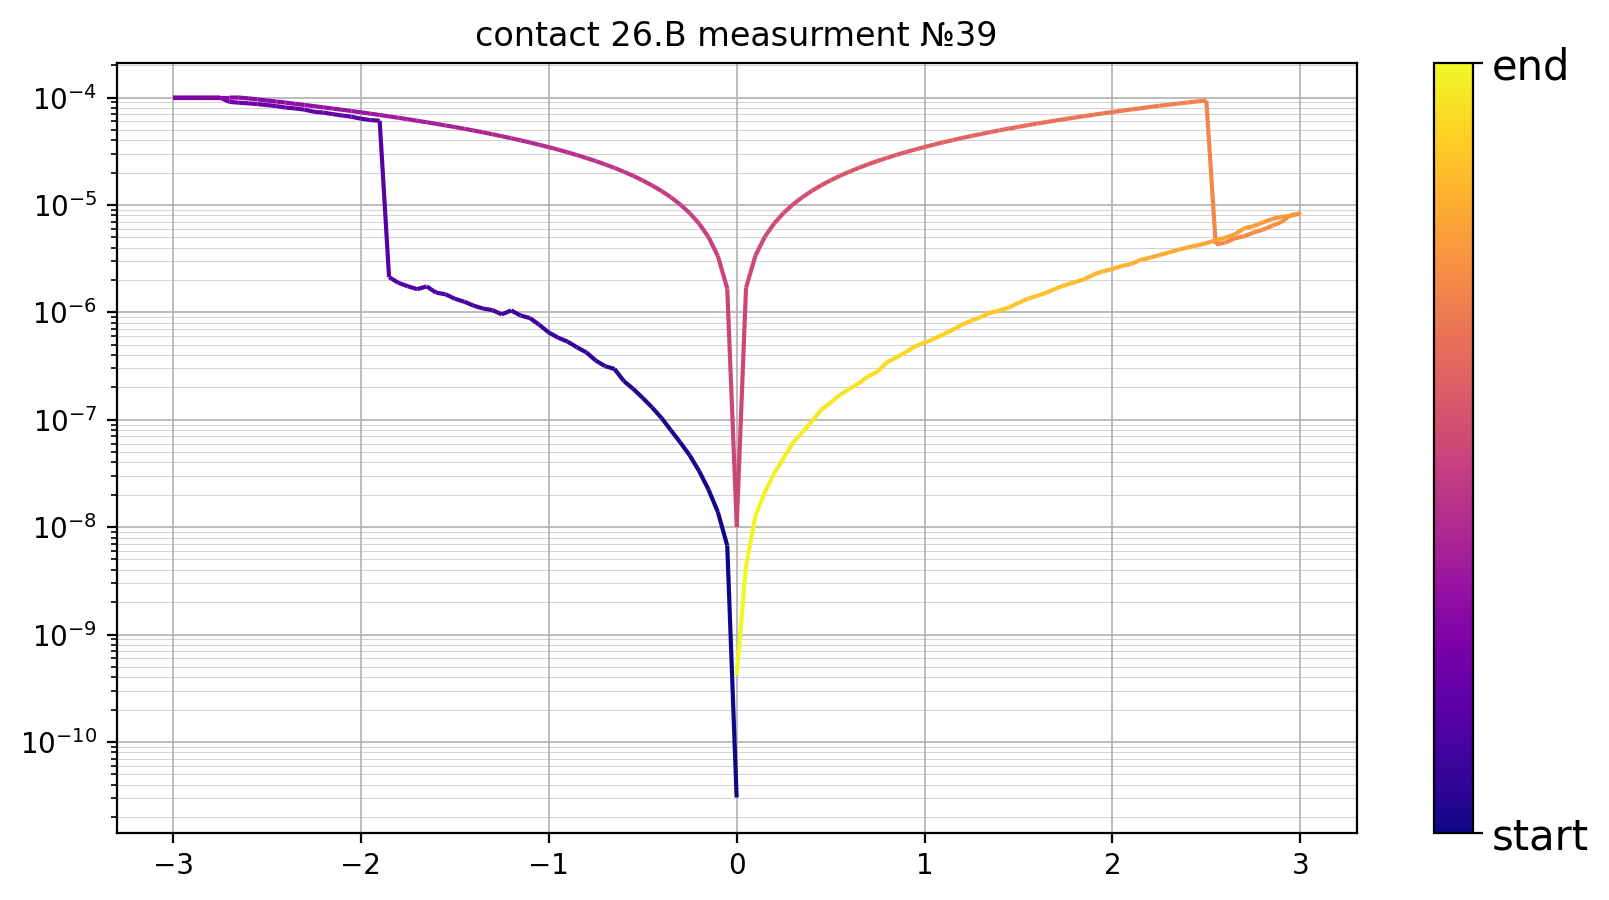 contact 26.B measurment №39
10⁻⁴
10⁻⁵
10⁻⁶
10⁻⁷
10⁻⁸
10⁻⁹
10⁻¹⁰
−3 −2 −1 0 1 2 3
end
start